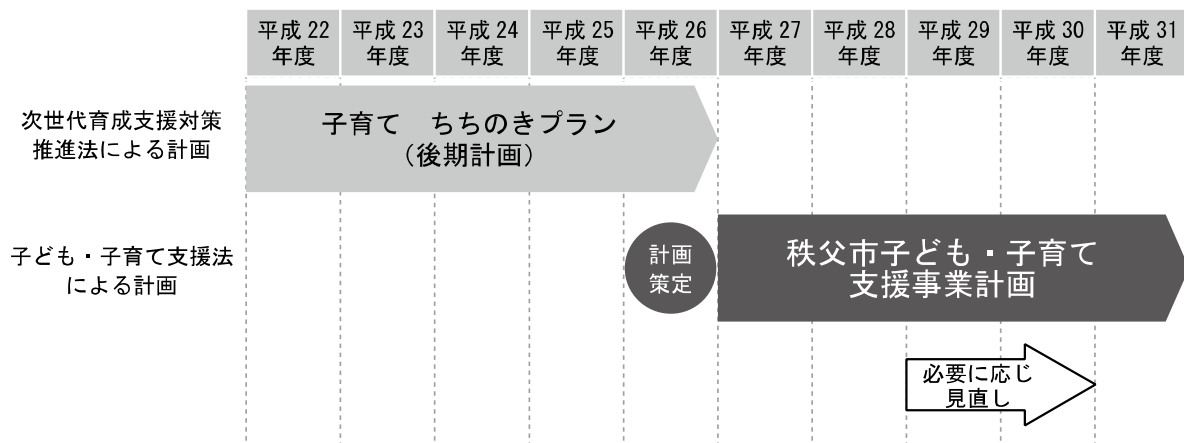 平成 22
年度
平成 23
年度
平成 24
年度
平成 25
年度
平成 26
年度
平成 27
年度
平成 28
年度
平成 29
年度
平成 30
年度
平成 31
年度
次世代育成支援対策
推進法による計画
子育て　ちちのきプラン
（後期計画）
子ども・子育て支援法
による計画
計画
策定
秩父市子ども・子育て
支援事業計画
必要に応じ
見直し